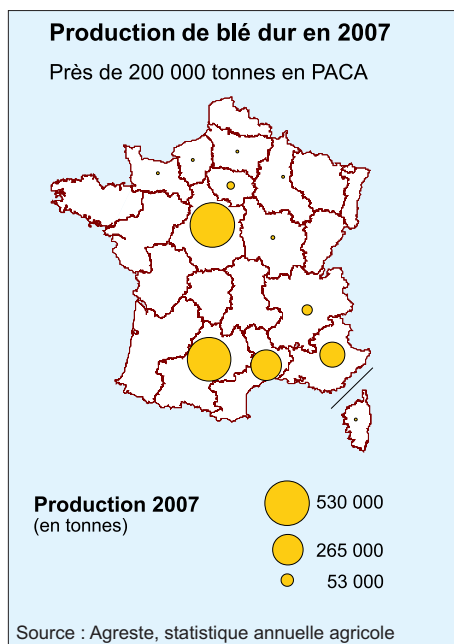 Production de blé dur en 2007
Près de 200 000 tonnes en PACA
Production 2007
(en tonnes)
530 000
265 000
53 000
Source : Agreste, statistique annuelle agricole